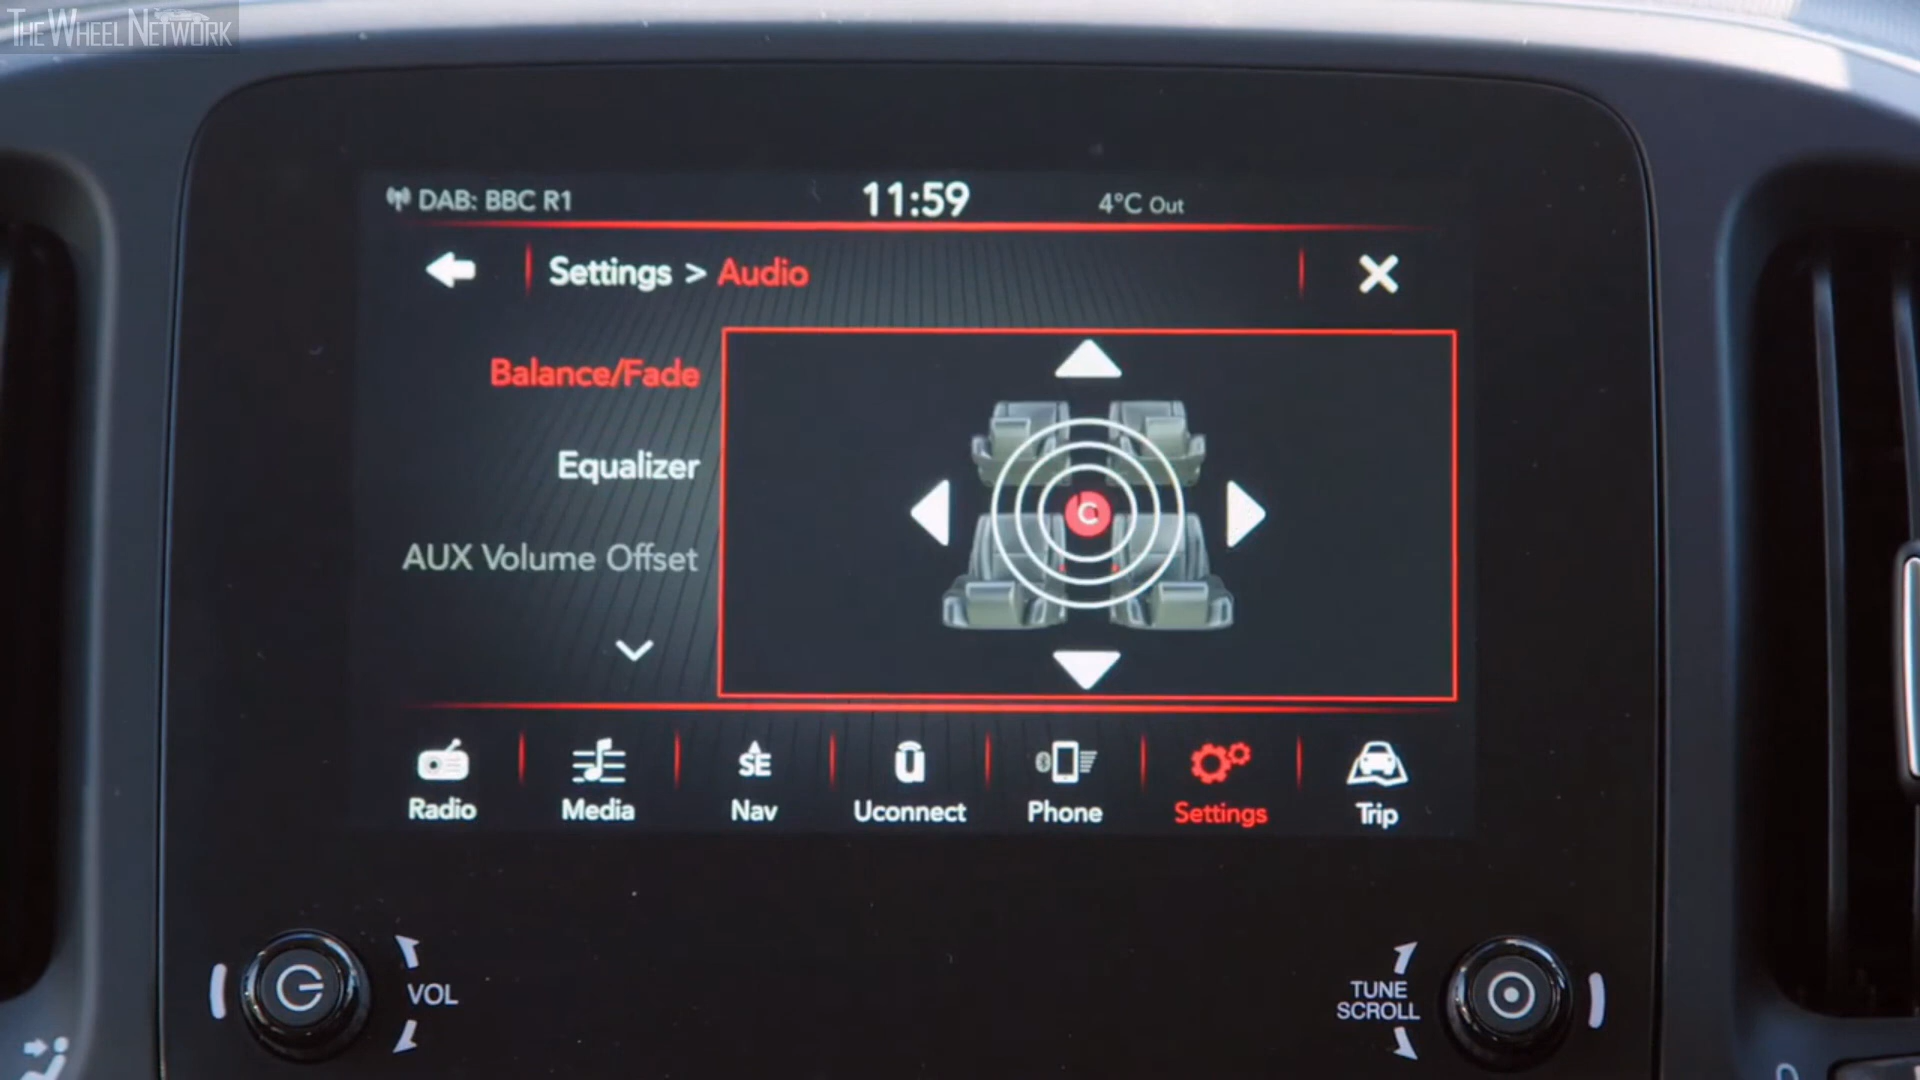 THE WHEEL NETWORK
DAB: BBC R1 11:59 4°C Out
Settings > Audio
Balance/Fade
Equalizer
AUX Volume Offset
C
SE
Radio Media Nav Uconnect Phone Settings Trip
VOL
TUNE
SCROLL